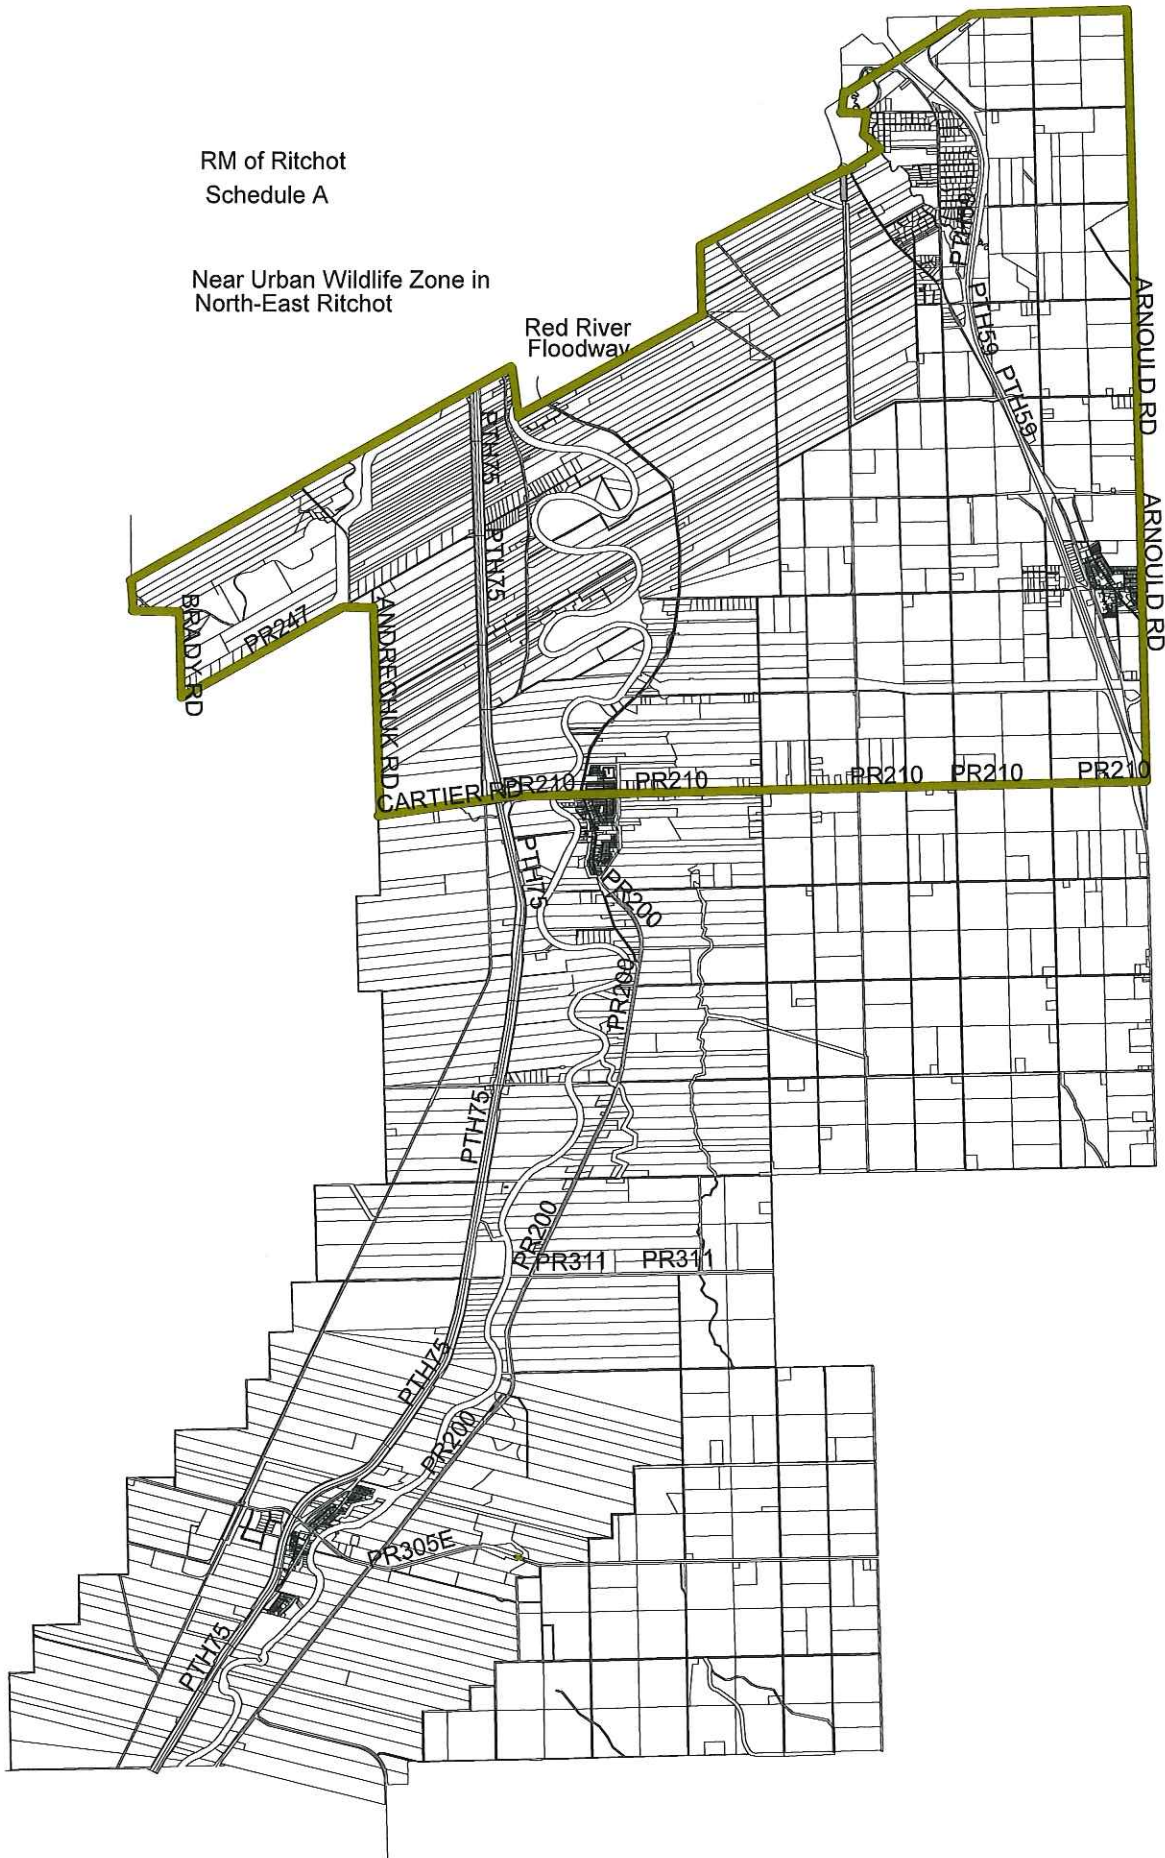 RM of Ritchot
Schedule A
Near Urban Wildlife Zone in
North-East Ritchot
Red River
Floodway
PTH59
PTH59
ARNOULD RD
ARNOULD RD
PTH75
PTH75
BRADY RD
PR247
ANDRECHUK RD
CARTIER RD
PR210
PR210
PR210
PR210
PR210
PTH75
PR200
PR200
PTH75
PR200
PR311
PR311
PTH75
PR200
PR305E
PTH75